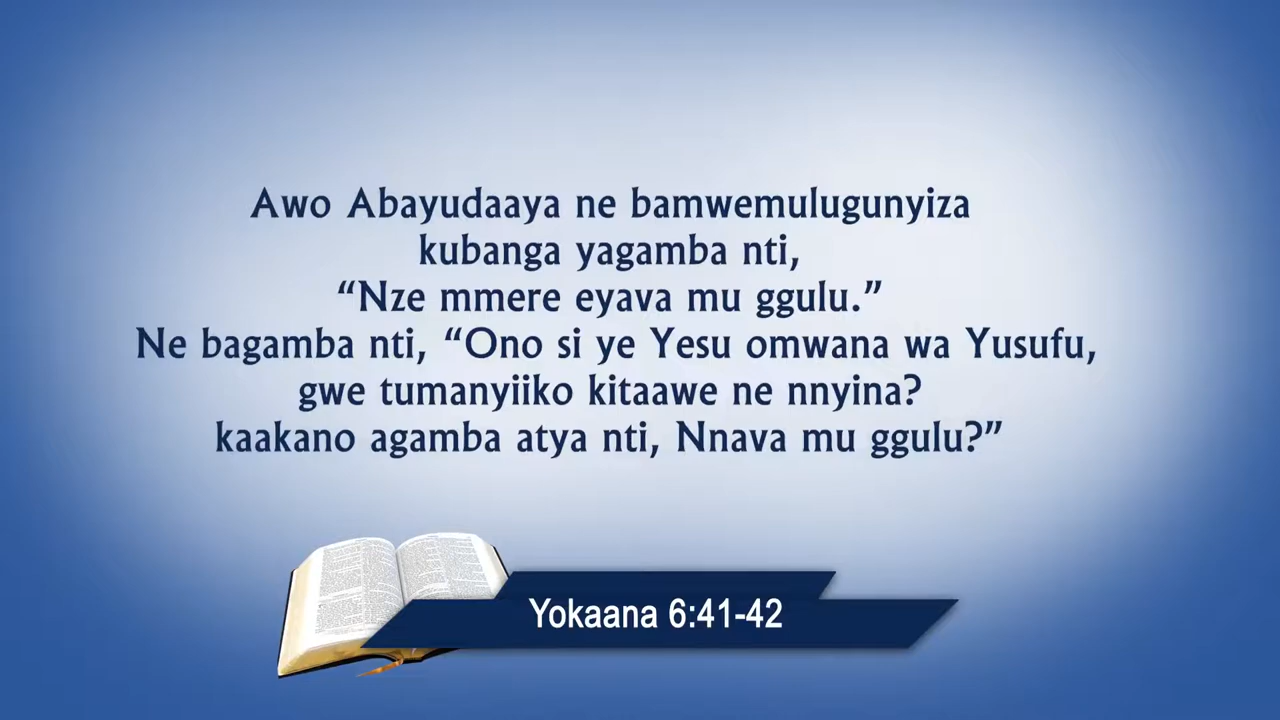 Awo Abayudaaya ne bamwemulugunyiza
kubanga yagamba nti,
“Nze mmere eyava mu ggulu.”
Ne bagamba nti, “Ono si ye Yesu omwana wa Yusufu,
gwe tumanyiiko kitaawe ne nnyina?
kaakano agamba atya nti, Nnava mu ggulu?”
Yokaana 6:41-42